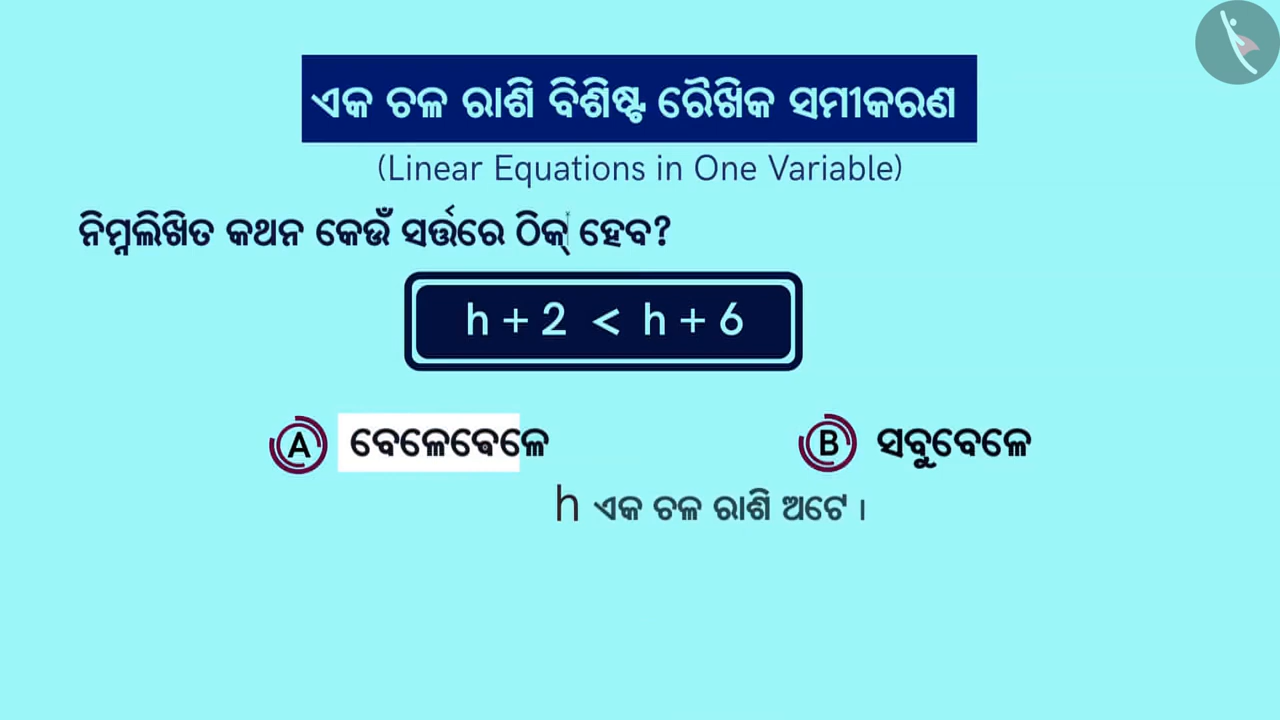 ଏକ ଚଳ ରାଶି ବିଶିଷ୍ଟ ରୈଖିକ ସମୀକରଣ
(Linear Equations in One Variable)
ନିମ୍ନଲିଖିତ କଥନ କେଉଁ ସର୍ତ୍ତରେ ଠିକ୍ ହେବ?
h + 2 < h + 6
A ବେଳେବେଳେ B ସବୁବେଳେ
h ଏକ ଚଳ ରାଶି ଅଟେ ।